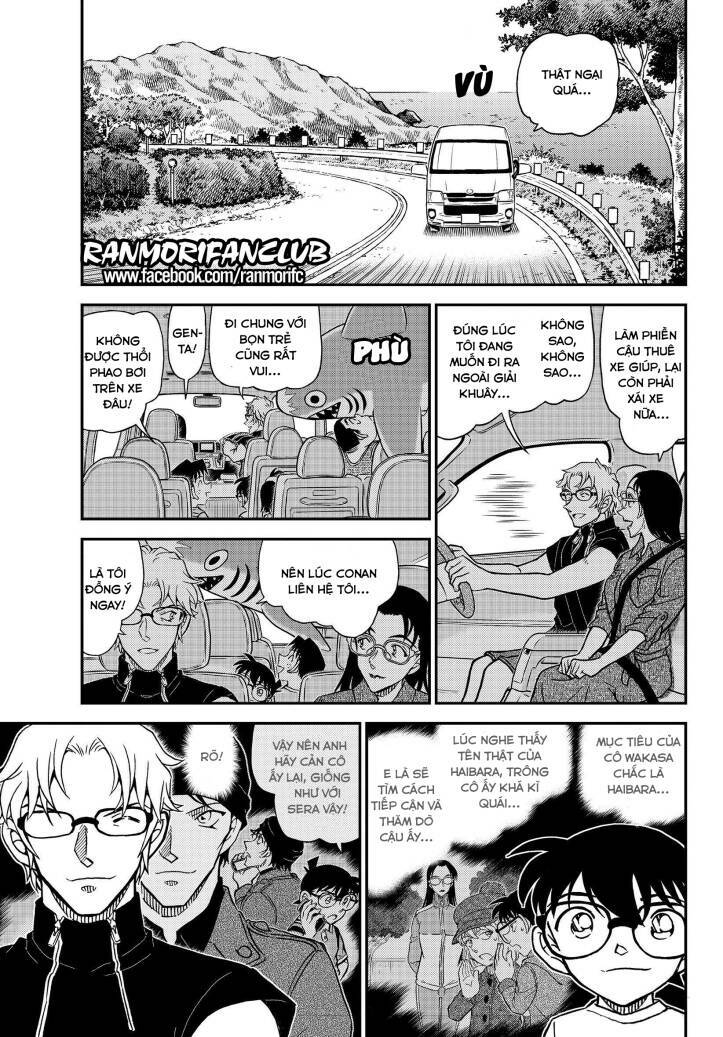 THẬT NGẠI
QUÁ...
VÙ
RANMORIFANCLUB
www.facebook.com/ranmorifc
LÀM PHIỀN
CẬU THUÊ
XE GIÚP, LẠI
CÒN PHẢI
XÁI XE
NỮA...
KHÔNG
SAO,
KHÔNG
SAO...
ĐÚNG LÚC
TÔI ĐANG
MUỐN ĐI RA
NGOÀI GIẢI
KHUÂY...
ĐI CHUNG VỚI
BỌN TRẺ
CŨNG RẤT
VUI...
PHÙ
GEN-
TA!
KHÔNG
ĐƯỢC THỔI
PHAO BƠI
TRÊN XE
ĐÂU!
NÊN LÚC CONAN
LIÊN HỆ TÔI...
LÀ TÔI
ĐỒNG Ý
NGAY!
MỤC TIÊU CỦA
CÔ WAKASA
CHẮC LÀ
HAIBARA...
LÚC NGHE THẤY
TÊN THẬT CỦA
HAIBARA, TRÔNG
CÔ ẤY KHÁ KÌ
QUÁI...
E LÀ SẼ
TÌM CÁCH
TIẾP CẬN VÀ
THĂM DÒ
CẬU ẤY...
VẬY NÊN ANH
HÃY CẢN CÔ
ẤY LẠI, GIỐNG
NHƯ VỚI
SERA VẬY!
RÕ!